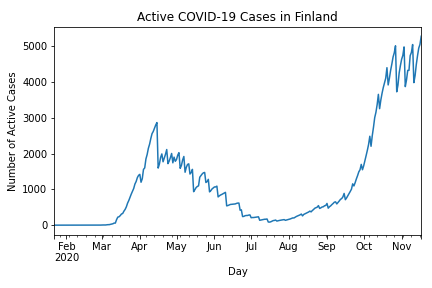 Active COVID-19 Cases in Finland
Number of Active Cases
5000
4000
3000
2000
1000
0
Feb Mar Apr May Jun Jul Aug Sep Oct Nov
2020
Day